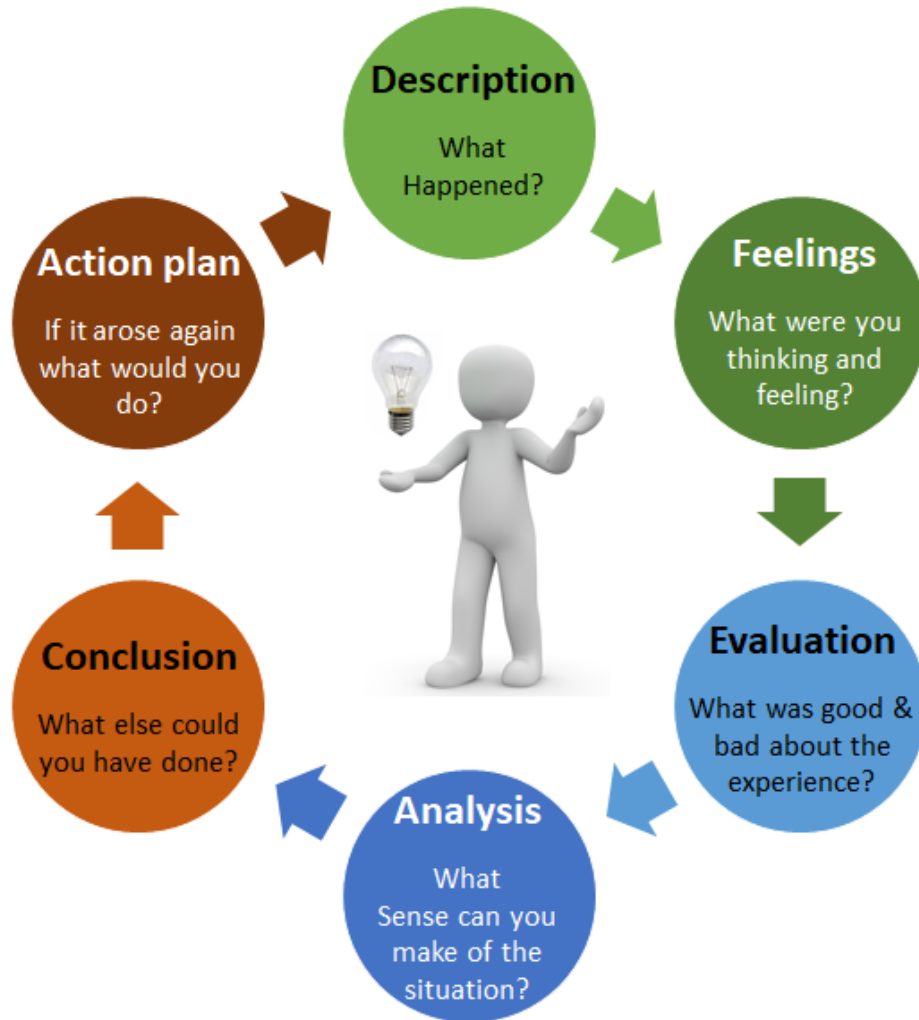 Description
What
Happened?
Feelings
What were you
thinking and
feeling?
Evaluation
What was good &
bad about the
experience?
Analysis
What
Sense can you
make of the
situation?
Conclusion
What else could
you have done?
Action plan
If it arose again
what would you
do?